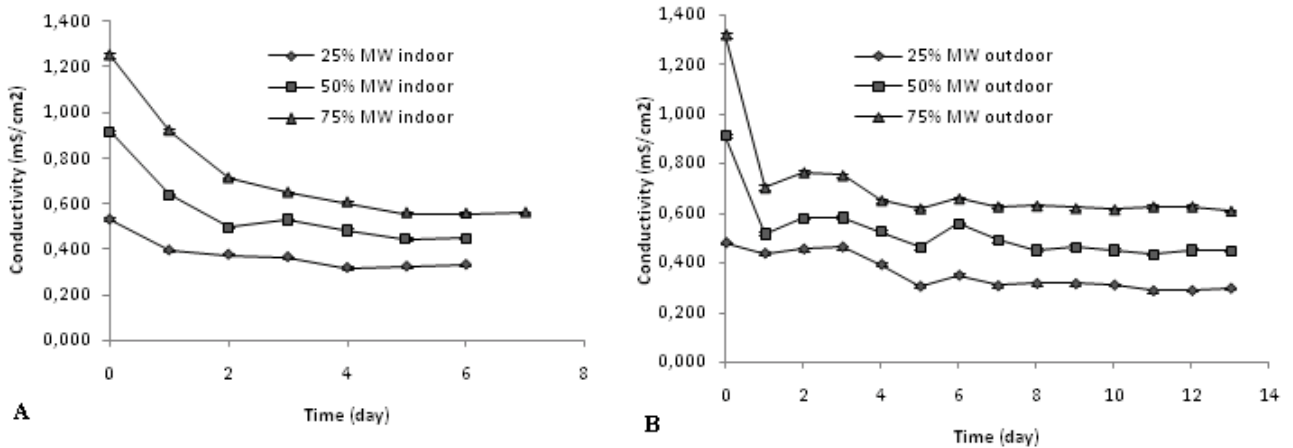 1,400
1,200
1,000
0,800
0,600
0,400
0,200
0,000
Conductivity (mS/cm2)
25% MW indoor
50% MW indoor
75% MW indoor
0 2 4 6 8
Time (day)
A
1,400
1,200
1,000
0,800
0,600
0,400
0,200
0,000
Conductivity (mS/cm2)
25% MW outdoor
50% MW outdoor
75% MW outdoor
0 2 4 6 8 10 12 14
Time (day)
B